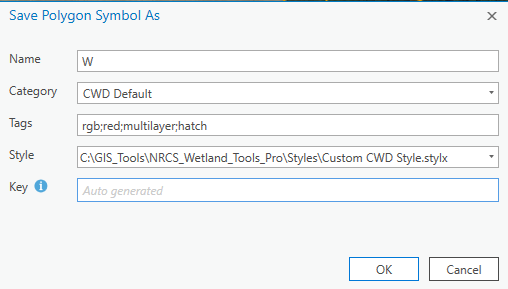 Save Polygon Symbol As
Name W
Category CWD Default
Tags rgb;red;multilayer;hatch
Style C:\GIS_Tools\NRCS_Wetland_Tools_Pro\Styles\Custom CWD Style.stylx
Key Auto generated
OK Cancel